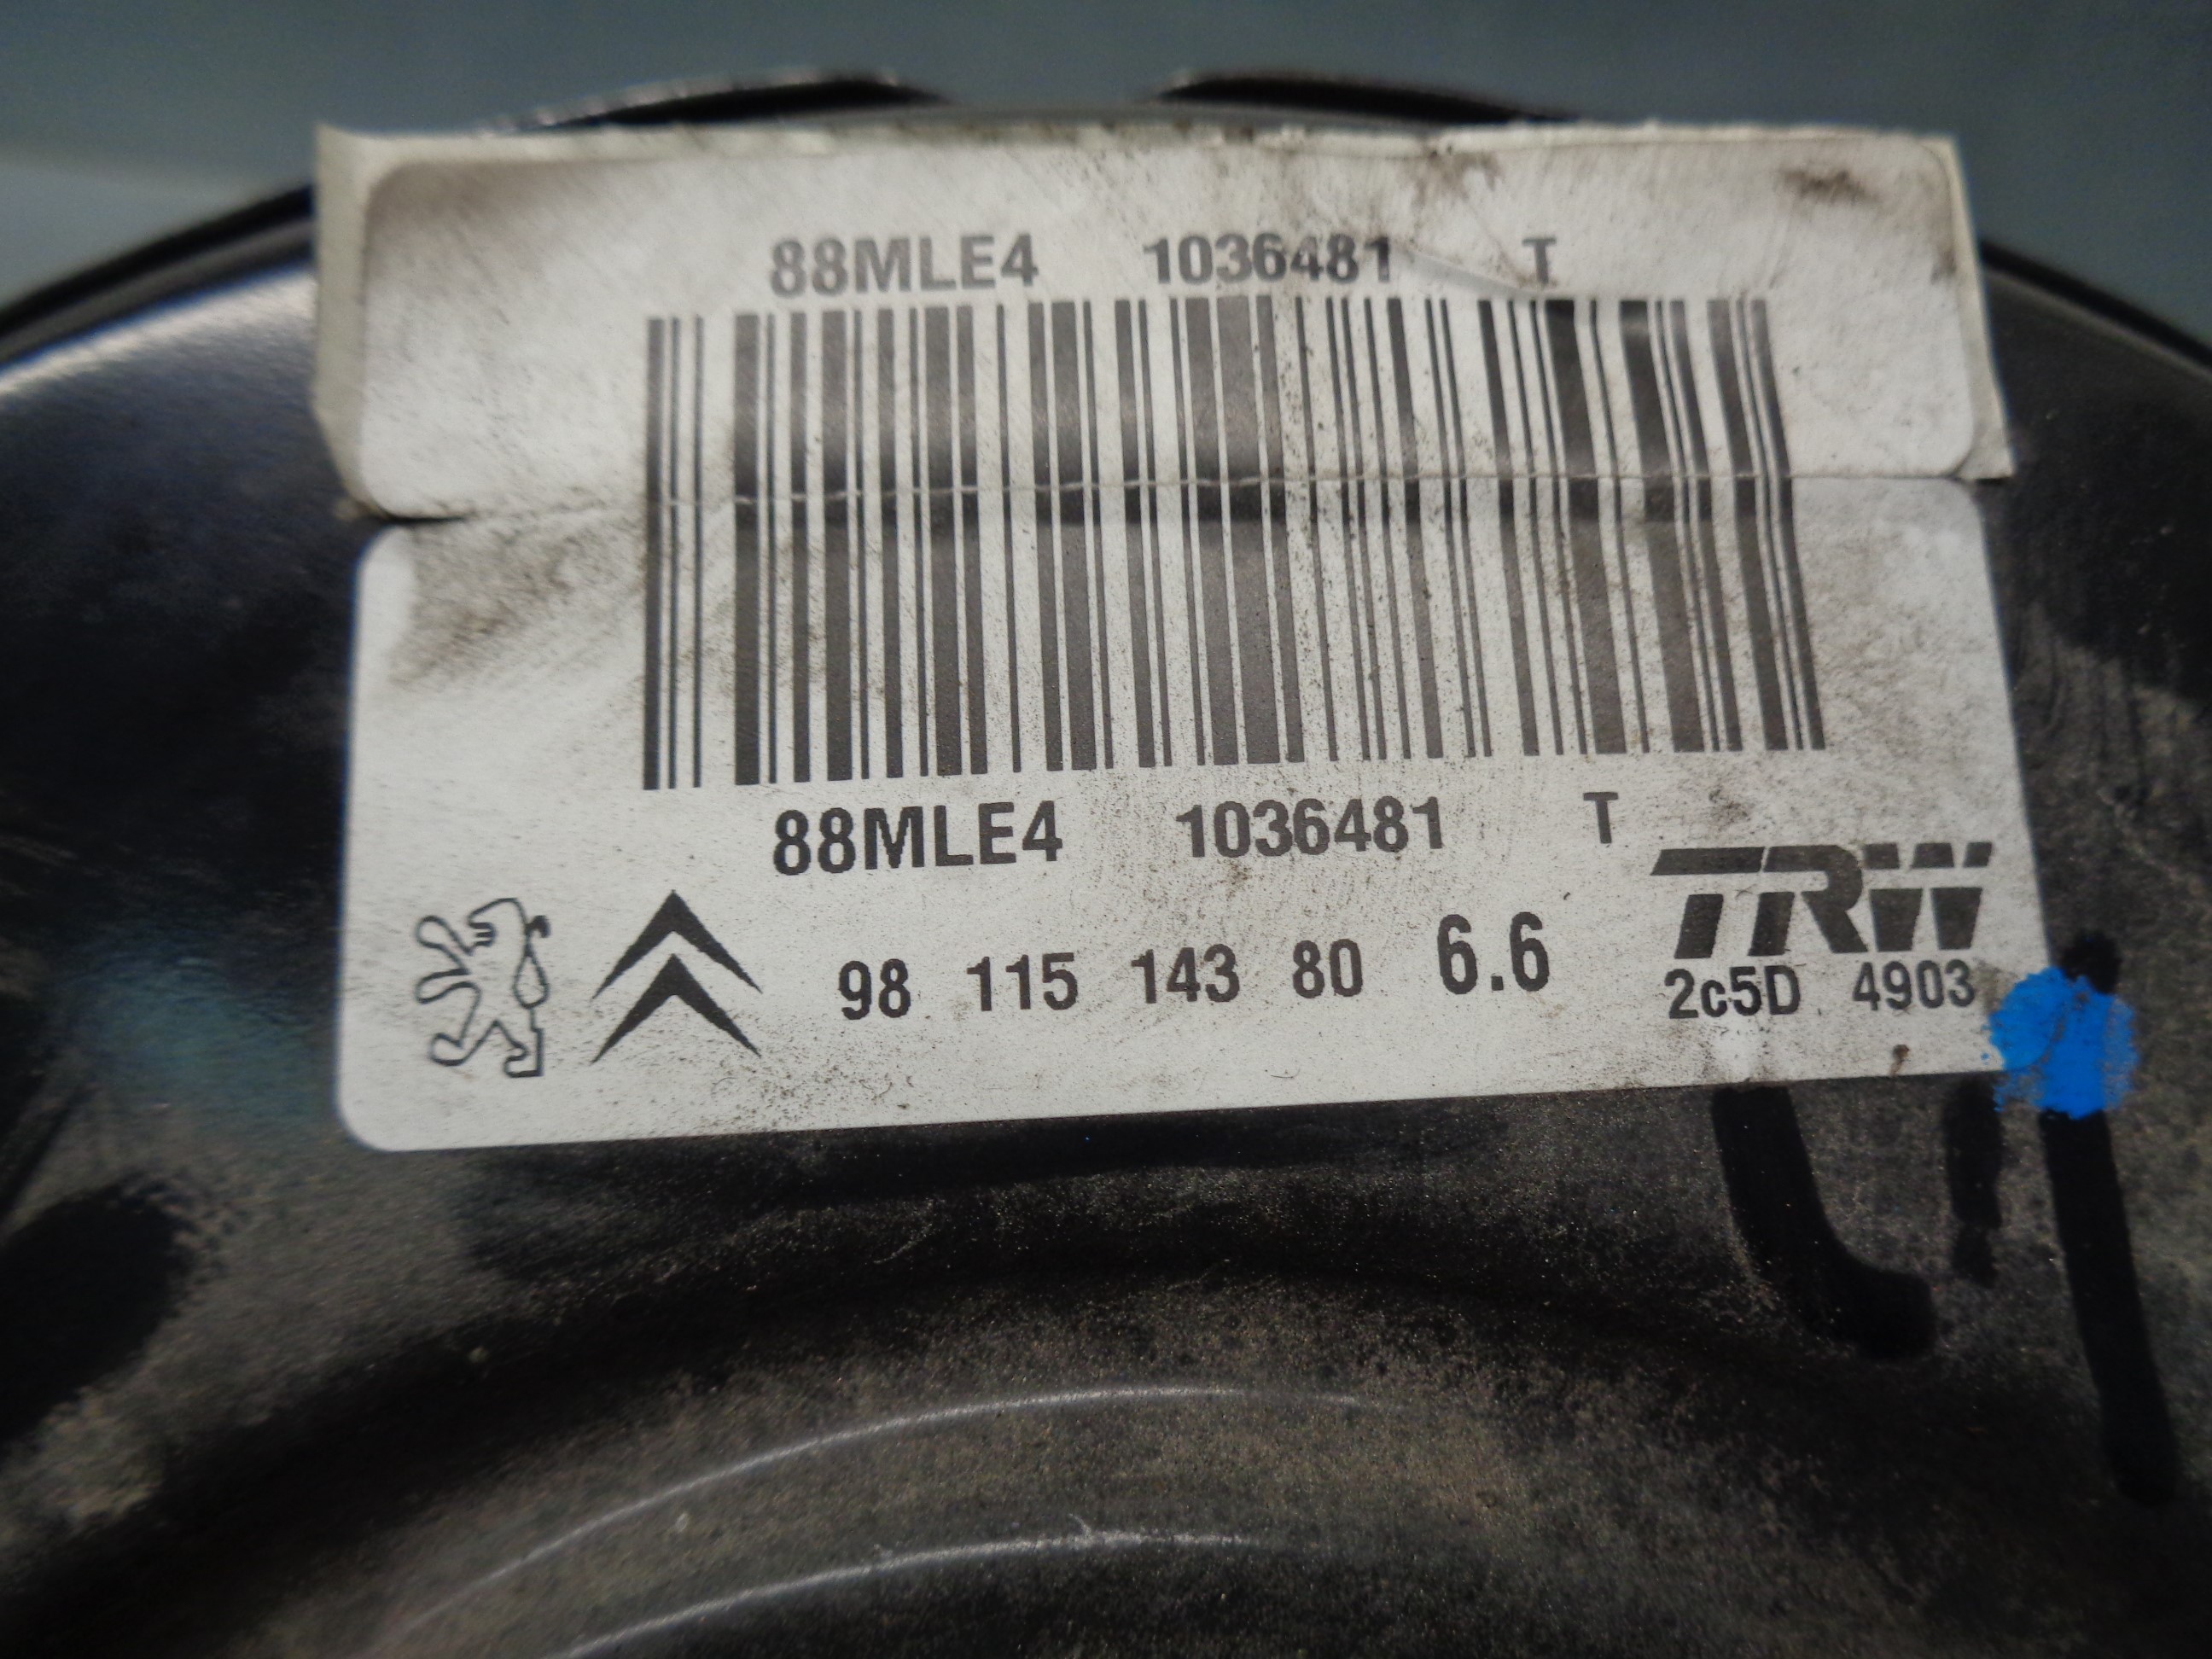 88MLE4 1036481 T
88MLE4 1036481 T
TRW
98 115 143 80 6.6
2c5D 4903